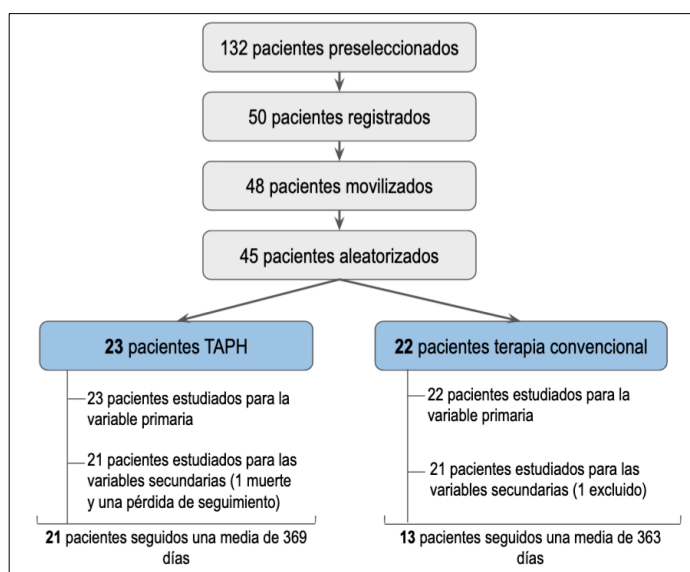 132 pacientes preseleccionados
50 pacientes registrados
48 pacientes movilizados
45 pacientes aleatorizados
23 pacientes TAPH
23 pacientes estudiados para la
variable primaria
21 pacientes estudiados para las
variables secundarias (1 muerte
y una pérdida de seguimiento)
21 pacientes seguidos una media de 369
días
22 pacientes terapia convencional
22 pacientes estudiados para la
variable primaria
21 pacientes estudiados para las
variables secundarias (1 excluido)
13 pacientes seguidos una media de 363
días